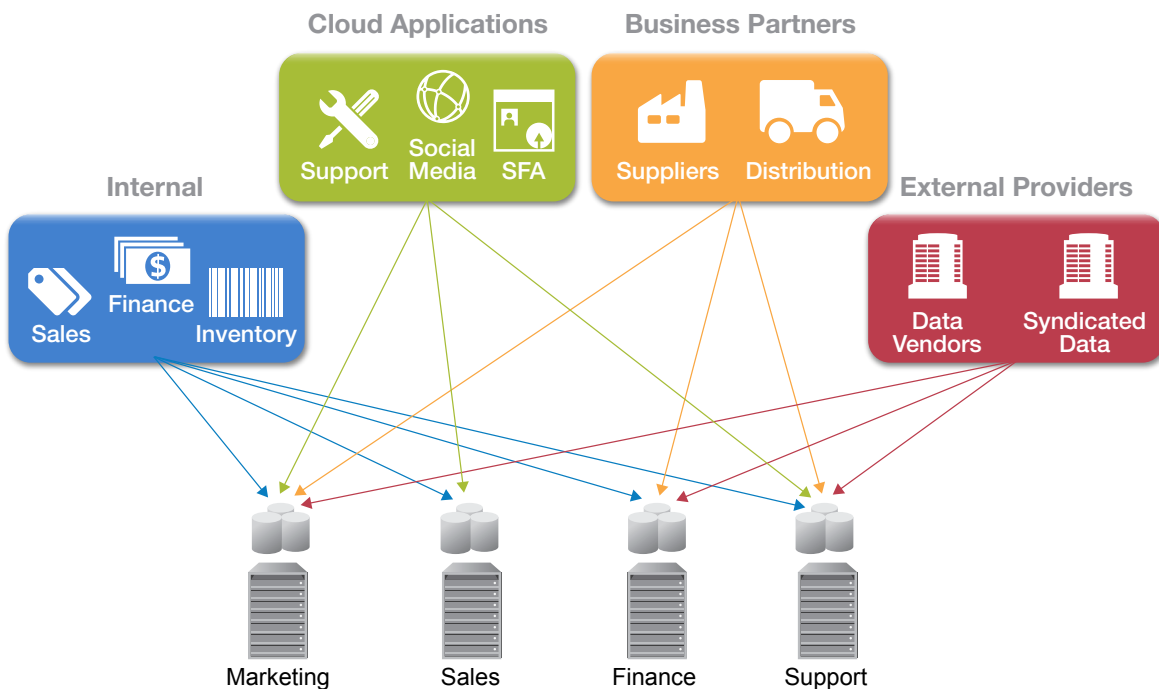 Cloud Applications
Business Partners
Support
Social
Media
SFA
Suppliers
Distribution
Internal
External Providers
$
Sales
Finance
Inventory
Data
Vendors
Syndicated
Data
Marketing
Sales
Finance
Support